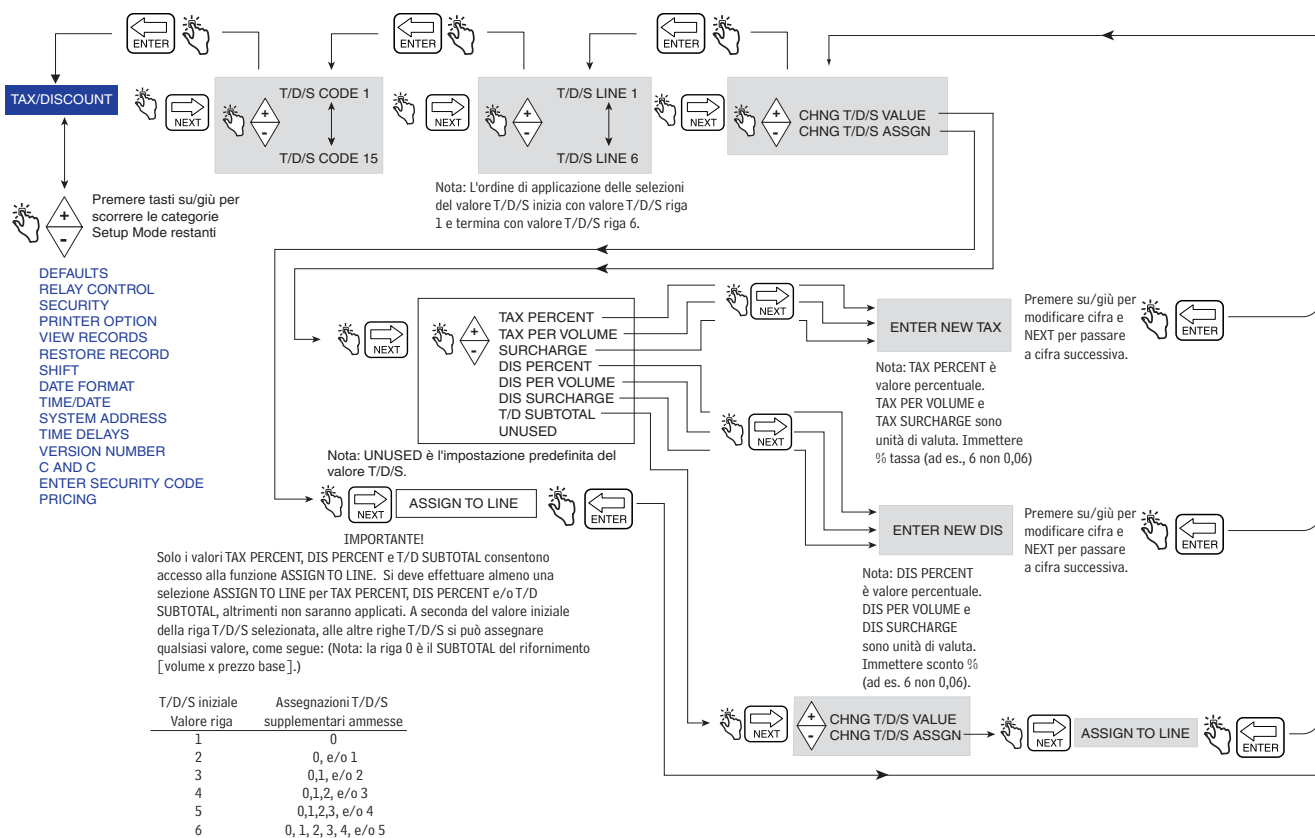 ENTER
ENTER
ENTER
TAX/DISCOUNT
NEXT
+
-
T/D/S CODE 1
T/D/S CODE 15
NEXT
+
-
T/D/S LINE 1
T/D/S LINE 6
NEXT
+
-
CHNG T/D/S VALUE
CHNG T/D/S ASSGN
Nota: L'ordine di applicazione delle selezioni
del valore T/D/S inizia con valore T/D/S riga
1 e termina con valore T/D/S riga 6.
+
-
Premere tasti su/giù per
scorrere le categorie
Setup Mode restanti
DEFAULTS
RELAY CONTROL
SECURITY
PRINTER OPTION
VIEW RECORDS
RESTORE RECORD
SHIFT
DATE FORMAT
TIME/DATE
SYSTEM ADDRESS
TIME DELAYS
VERSION NUMBER
C AND C
ENTER SECURITY CODE
PRICING
NEXT
+
-
TAX PERCENT
TAX PER VOLUME
SURCHARGE
DIS PERCENT
DIS PER VOLUME
DIS SURCHARGE
T/D SUBTOTAL
UNUSED
Nota: UNUSED è l'impostazione predefinita del
valore T/D/S.
NEXT
ENTER NEW TAX
Premere su/giù per
modificare cifra e
NEXT per passare
a cifra successiva.
ENTER
Nota: TAX PERCENT è
valore percentuale.
TAX PER VOLUME e
TAX SURCHARGE sono
unità di valuta. Immettere
% tassa (ad es., 6 non 0,06)
NEXT
ENTER NEW DIS
Premere su/giù per
modificare cifra e
NEXT per passare
a cifra successiva.
ENTER
Nota: DIS PERCENT
è valore percentuale.
DIS PER VOLUME e
DIS SURCHARGE
sono unità di valuta.
Immettere sconto %
(ad es. 6 non 0,06).
NEXT
ASSIGN TO LINE
ENTER
IMPORTANTE!
Solo i valori TAX PERCENT, DIS PERCENT e T/D SUBTOTAL consentono
accesso alla funzione ASSIGN TO LINE. Si deve effettuare almeno una
selezione ASSIGN TO LINE per TAX PERCENT, DIS PERCENT e/o T/D
SUBTOTAL, altrimenti non saranno applicati. A seconda del valore iniziale
della riga T/D/S selezionata, alle altre righe T/D/S si può assegnare
qualsiasi valore, come segue: (Nota: la riga 0 è il SUBTOTAL del rifornimento
[volume x prezzo base].)
T/D/S iniziale Assegnazioni T/D/S
Valore riga supplementari ammesse
1 0
2 0, e/o 1
3 0,1, e/o 2
4 0,1,2, e/o 3
5 0,1,2,3, e/o 4
6 0, 1, 2, 3, 4, e/o 5
NEXT
+
-
CHNG T/D/S VALUE
CHNG T/D/S ASSGN
NEXT
ASSIGN TO LINE
ENTER